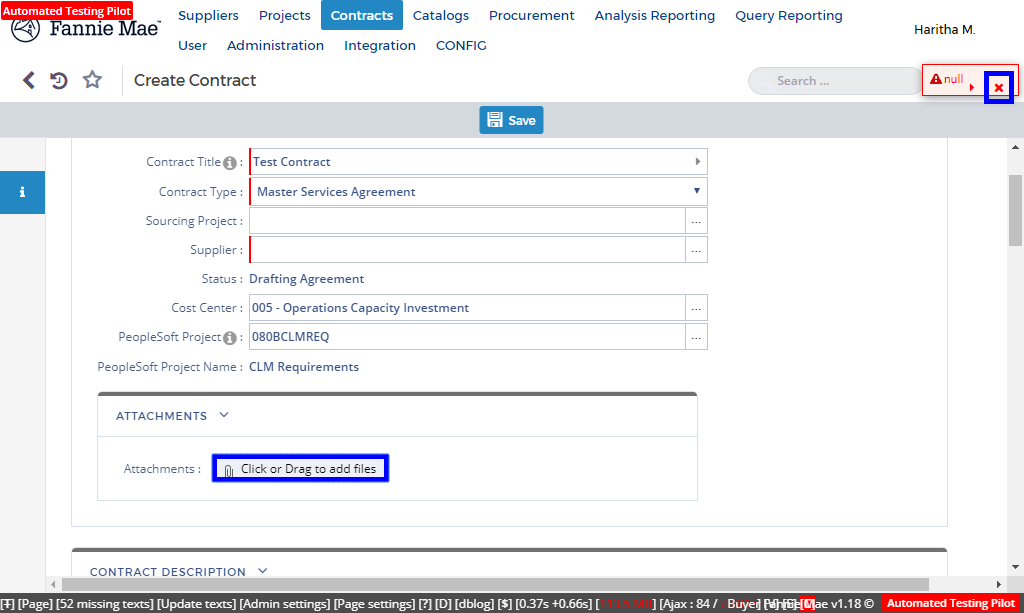 Automated Testing Pilot
Fannie Mae
Suppliers Projects Contracts Catalogs Procurement Analysis Reporting Query Reporting
User Administration Integration CONFIG
Haritha M.
Create Contract
Search ...
null
Save
Contract Title :
Test Contract
Contract Type :
Master Services Agreement
Sourcing Project :
...
Supplier :
...
Status :
Drafting Agreement
Cost Center :
005 - Operations Capacity Investment
...
PeopleSoft Project :
080BCLMREQ
...
PeopleSoft Project Name :
CLM Requirements
ATTACHMENTS
Attachments :
Click or Drag to add files
CONTRACT DESCRIPTION
[Page] [52 missing texts] [Update texts] [Admin settings] [Page settings] [?] [D] [dblog] [$] [0.37s +0.66s] [Ajax : 84 /
Buyer
v1.18 ©
Automated Testing Pilot